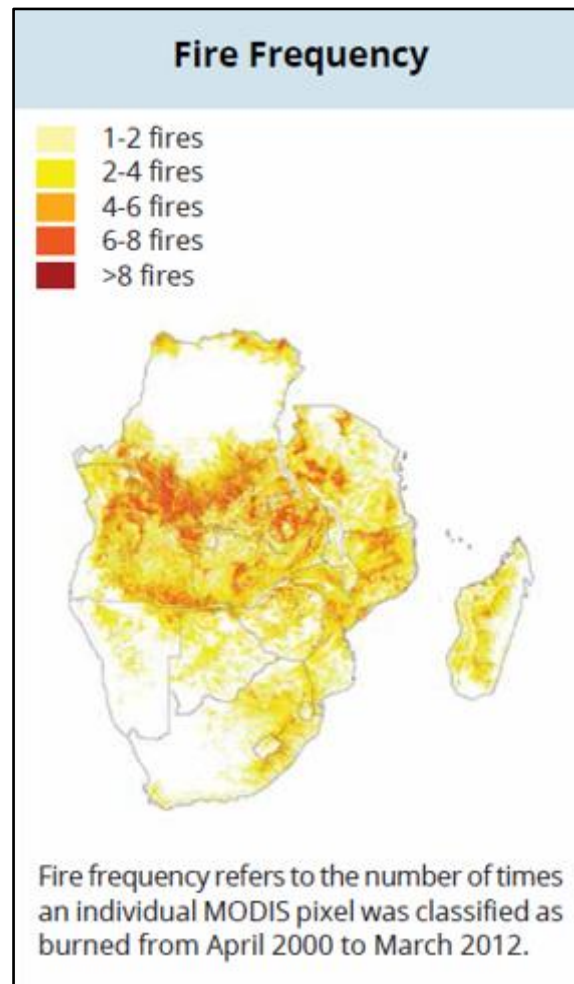 Fire Frequency
1-2 fires
2-4 fires
4-6 fires
6-8 fires
>8 fires
Fire frequency refers to the number of times
an individual MODIS pixel was classified as
burned from April 2000 to March 2012.